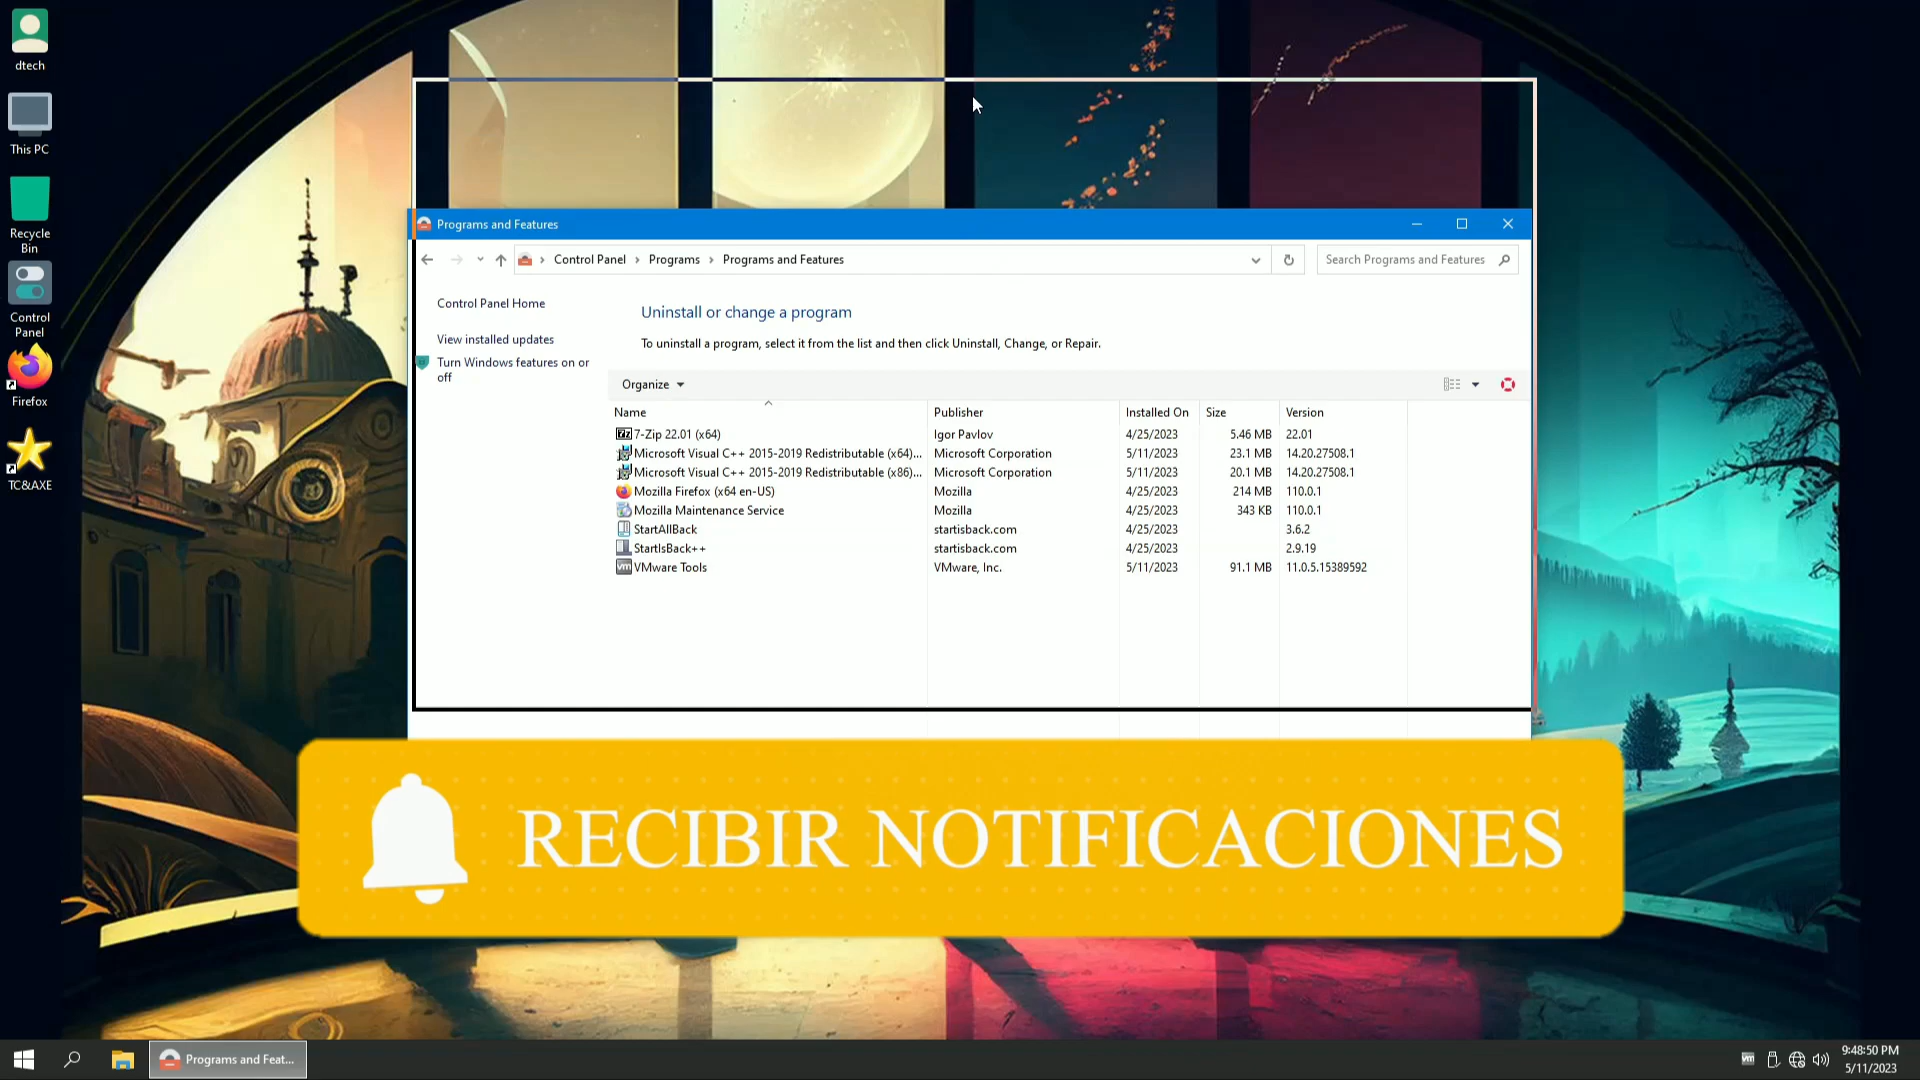 dtech
This PC
Recycle
Bin
Control
Panel
Firefox
TC&AXE
Programs and Features
Control Panel > Programs > Programs and Features
Search Programs and Features
Control Panel Home
View installed updates
Turn Windows features on or
off
Uninstall or change a program
To uninstall a program, select it from the list and then click Uninstall, Change, or Repair.
Organize
Name Publisher Installed On Size Version
7-Zip 22.01 (x64) Igor Pavlov 4/25/2023 5.46 MB 22.01
Microsoft Visual C++ 2015-2019 Redistributable (x64)... Microsoft Corporation 5/11/2023 23.1 MB 14.20.27508.1
Microsoft Visual C++ 2015-2019 Redistributable (x86)... Microsoft Corporation 5/11/2023 20.1 MB 14.20.27508.1
Mozilla Firefox (x64 en-US) Mozilla 4/25/2023 214 MB 110.0.1
Mozilla Maintenance Service Mozilla 4/25/2023 343 KB 110.0.1
StartAllBack startisback.com 4/25/2023 3.6.2
StartIsBack++ startisback.com 4/25/2023 2.9.19
vm VMware Tools VMware, Inc. 5/11/2023 91.1 MB 11.0.5.15389592
RECIBIR NOTIFICACIONES
Programs and Feat...
vm
9:48:50 PM
5/11/2023